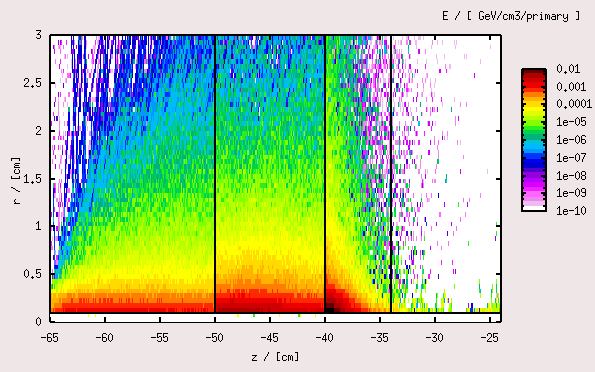 E / [ GeV/cm3/primary ]
3
2.5
2
1.5
1
0.5
0
r / [cm]
-65
-60
-55
-50
-45
-40
-35
-30
-25
z / [cm]
0.01
0.001
0.0001
1e-05
1e-06
1e-07
1e-08
1e-09
1e-10